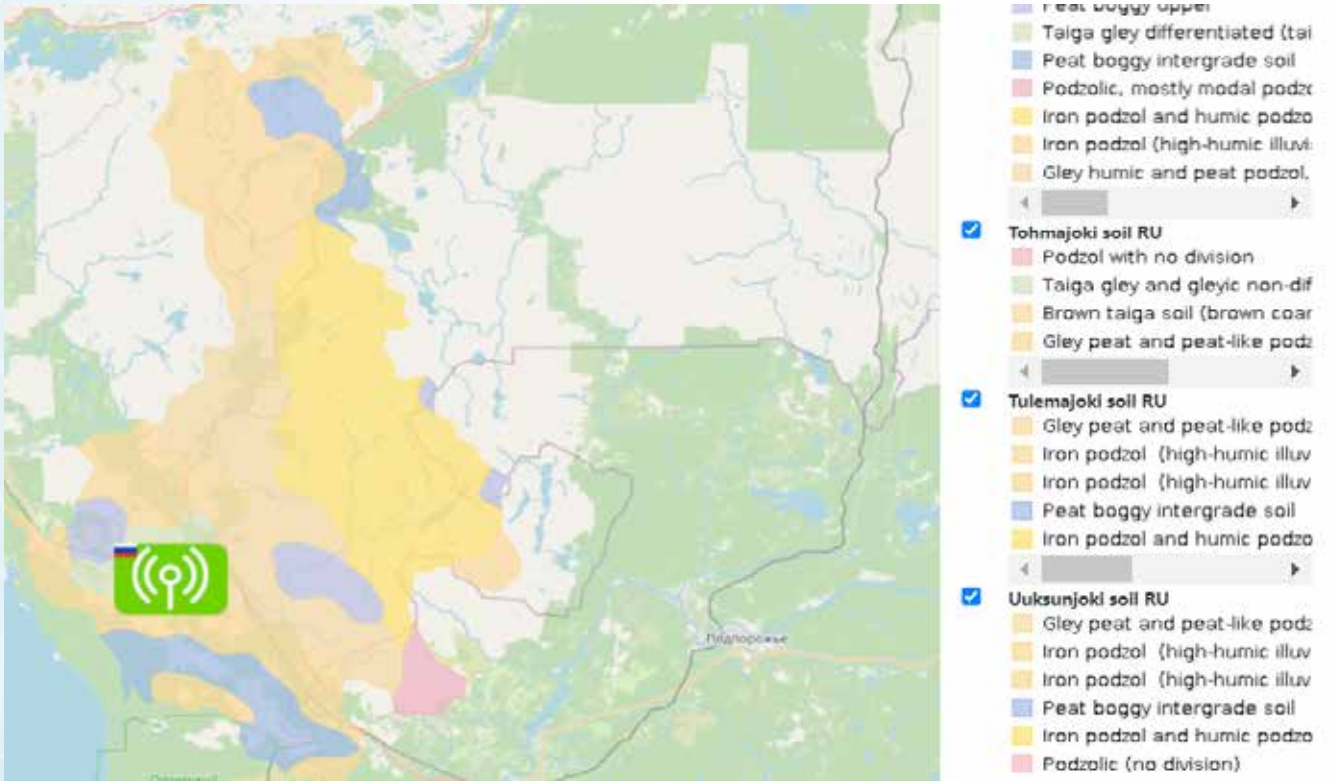 Peat boggy upper
Taiga gley differentiated (tai
Peat boggy intergrade soil
Podzolic, mostly modal podzo
Iron podzol and humic podzo
Iron podzol (high-humic illuvi
Gley humic and peat podzol.
Tohmajoki soil RU
Podzol with no division
Taiga gley and gleyic non-dif
Brown taiga soil (brown coar
Gley peat and peat-like podz
Tulemajoki soil RU
Gley peat and peat-like podz
Iron podzol (high-humic illuv
Iron podzol (high-humic illuv
Peat boggy intergrade soil
Iron podzol and humic podzo
Uuksunjoki soil RU
Gley peat and peat-like podz
Iron podzol (high-humic illuv
Iron podzol (high-humic illuv
Peat boggy intergrade soil
Iron podzol and humic podzo
Podzolic (no division)
Подпорожье